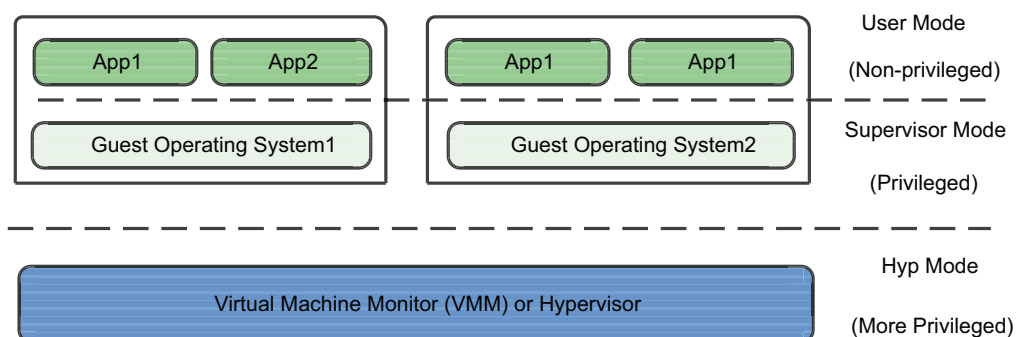 User Mode
App1
App2
App1
App1
(Non-privileged)
Guest Operating System1
Guest Operating System2
Supervisor Mode
(Privileged)
Hyp Mode
Virtual Machine Monitor (VMM) or Hypervisor
(More Privileged)